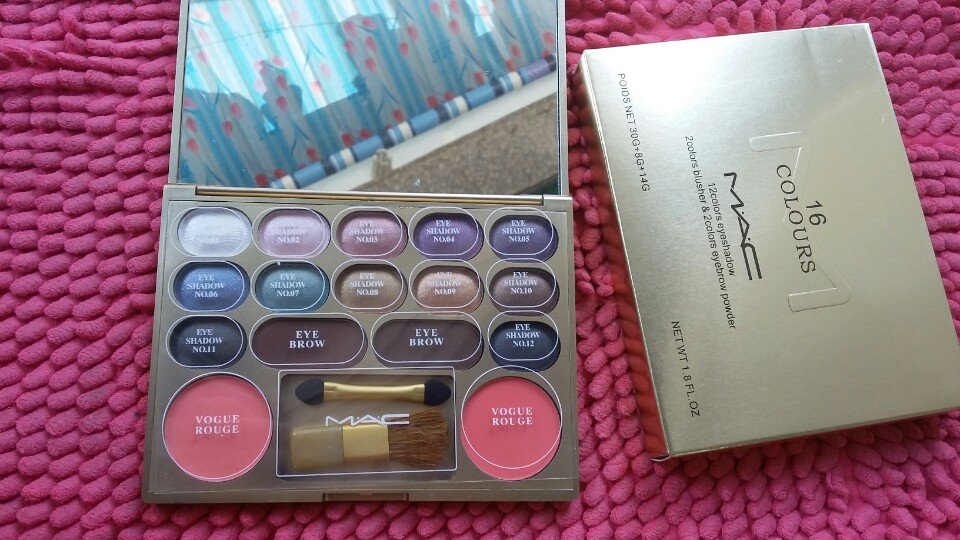 EYE
SHADOW
NO.02
EYE
SHADOW
NO.03
EYE
SHADOW
NO.04
EYE
SHADOW
NO.05
EYE
SHADOW
NO.06
EYE
SHADOW
NO.07
EYE
SHADOW
NO.08
EYE
SHADOW
NO.09
EYE
SHADOW
NO.10
EYE
SHADOW
NO.11
EYE
BROW
EYE
BROW
EYE
SHADOW
NO.12
VOGUE
ROUGE
MAC
VOGUE
ROUGE
16
COLOURS
MAC
12colors eyeshadow
2colors blusher & 2colors eyebrow powder
POIDS NET 30G+8G+14G
NET WT 1.8 FL.OZ